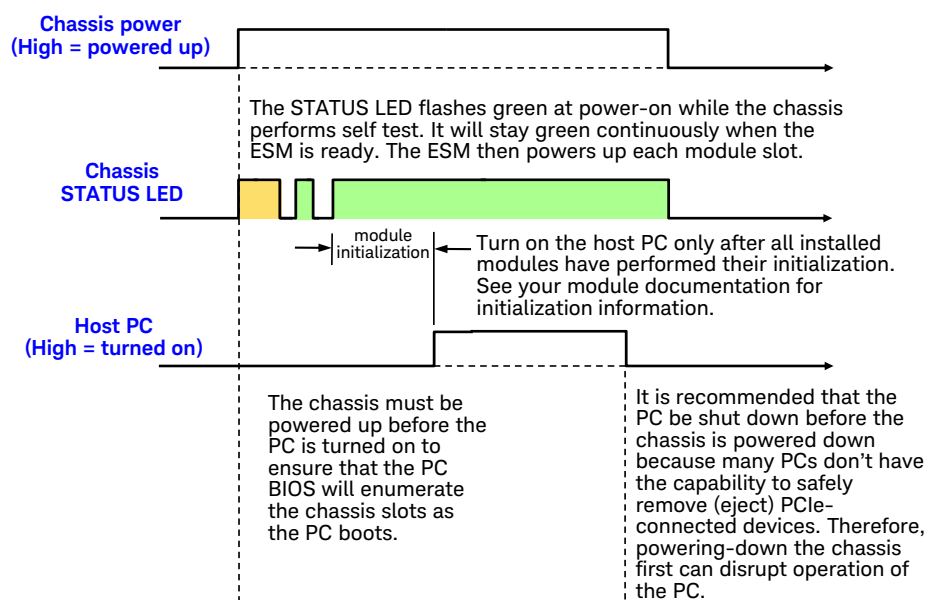 Chassis power
(High = powered up)
The STATUS LED flashes green at power-on while the chassis
performs self test. It will stay green continuously when the
ESM is ready. The ESM then powers up each module slot.
Chassis
STATUS LED
module
initialization
Turn on the host PC only after all installed
modules have performed their initialization.
See your module documentation for
initialization information.
Host PC
(High = turned on)
The chassis must be
powered up before the
PC is turned on to
ensure that the PC
BIOS will enumerate
the chassis slots as
the PC boots.
It is recommended that the
PC be shut down before the
chassis is powered down
because many PCs don’t have
the capability to safely
remove (eject) PCIe-
connected devices. Therefore,
powering-down the chassis
first can disrupt operation of
the PC.